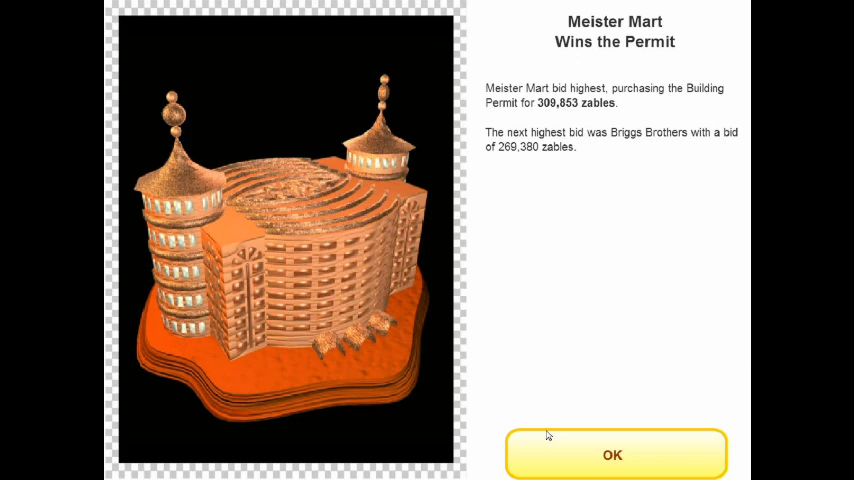 Meister Mart
Wins the Permit
Meister Mart bid highest, purchasing the Building
Permit for 309,853 zables.
The next highest bid was Briggs Brothers with a bid
of 269,380 zables.
OK